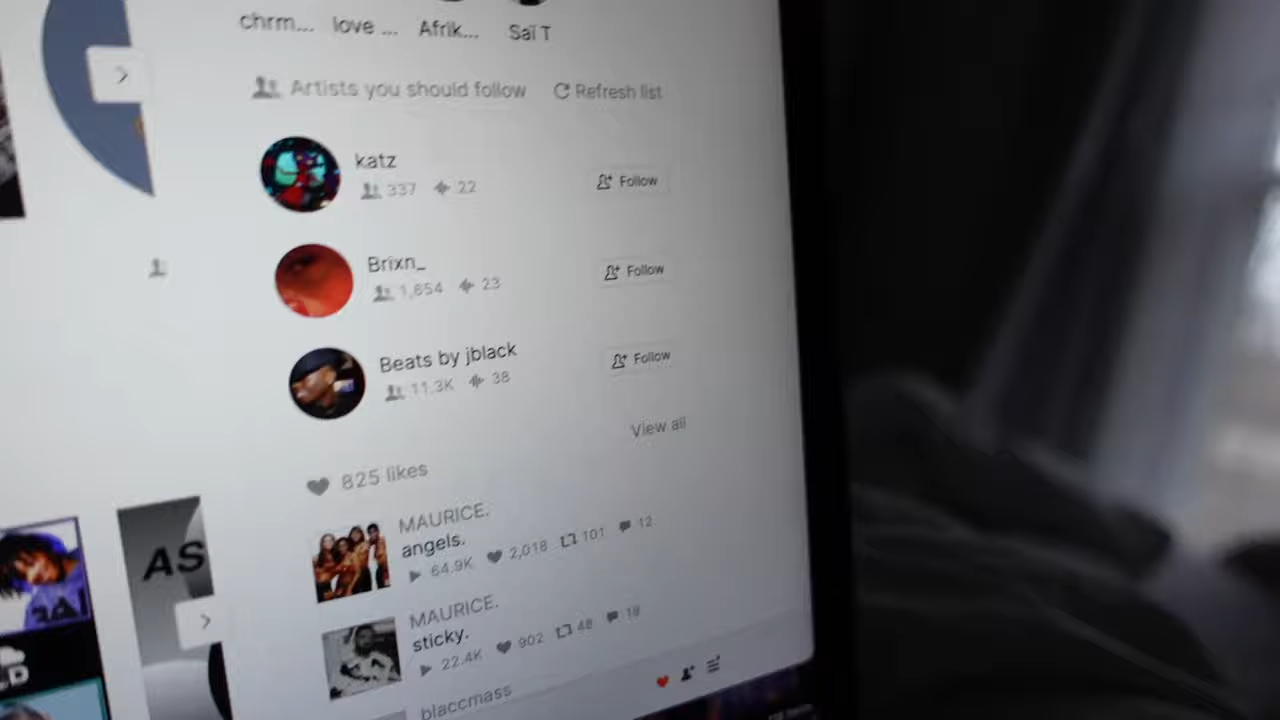 chrm... love ... Afrik... Saï T
Artists you should follow Refresh list
katz
337 22
Follow
Brixn_
1,654 23
Follow
Beats by jblack
11.3K 38
Follow
View all
825 likes
MAURICE.
angels.
64.9K 2,018 101 12
MAURICE.
sticky.
22.4K 902 48 18
blaccmass
AS